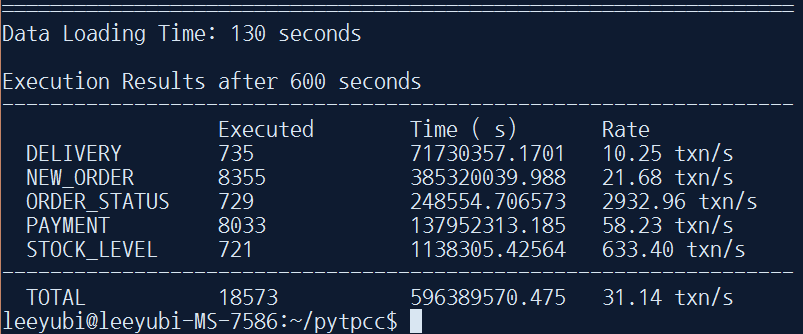 Data Loading Time: 130 seconds
Execution Results after 600 seconds
Executed Time ( s) Rate
DELIVERY 735 71730357.1701 10.25 txn/s
NEW_ORDER 8355 385320039.988 21.68 txn/s
ORDER_STATUS 729 248554.706573 2932.96 txn/s
PAYMENT 8033 137952313.185 58.23 txn/s
STOCK_LEVEL 721 1138305.42564 633.40 txn/s
TOTAL 18573 596389570.475 31.14 txn/s
leeyubi@leeyubi-MS-7586:~/pytpcc$